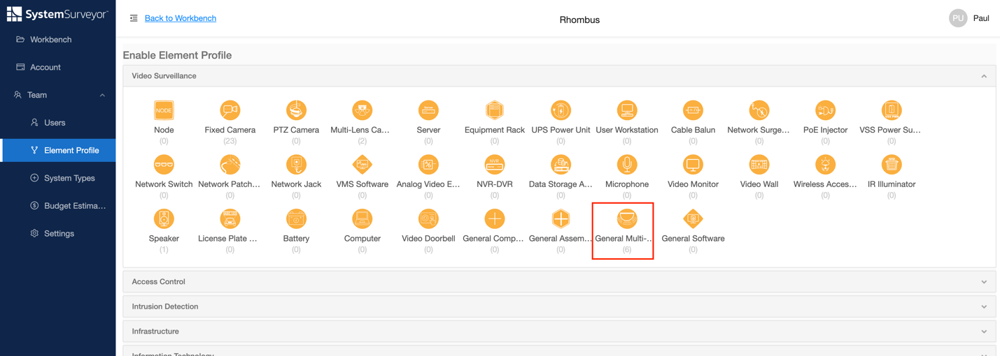 SystemSurveyor™
Back to Workbench
Rhombus
PU
Paul
Workbench
Account
Team
Users
Element Profile
System Types
Budget Estima...
Settings
Enable Element Profile
Video Surveillance
NODE
Node
(0)
Fixed Camera
(23)
PTZ Camera
(0)
Multi-Lens Ca...
(2)
Server
Server
(0)
Equipment Rack
(0)
UPS Power Unit
(0)
User Workstation
(0)
Cable Balun
(0)
Network Surge...
(0)
PoE Injector
(0)
VSS Power Su...
(0)
Network Switch
(0)
Network Patch...
(0)
Network Jack
(0)
VMS Software
(0)
Analog Video E...
(0)
NVR
NVR-DVR
(0)
Data Storage A...
(0)
Microphone
(0)
Video Monitor
(0)
Video Wall
(0)
Wireless Acces...
(0)
IR Illuminator
(0)
Speaker
(1)
License Plate ...
(0)
Battery
(0)
Computer
(0)
Video Doorbell
(0)
General Comp...
(0)
General Assem...
(0)
General Multi-...
(6)
General Software
(0)
Access Control
Intrusion Detection
Infrastructure
Information Technology